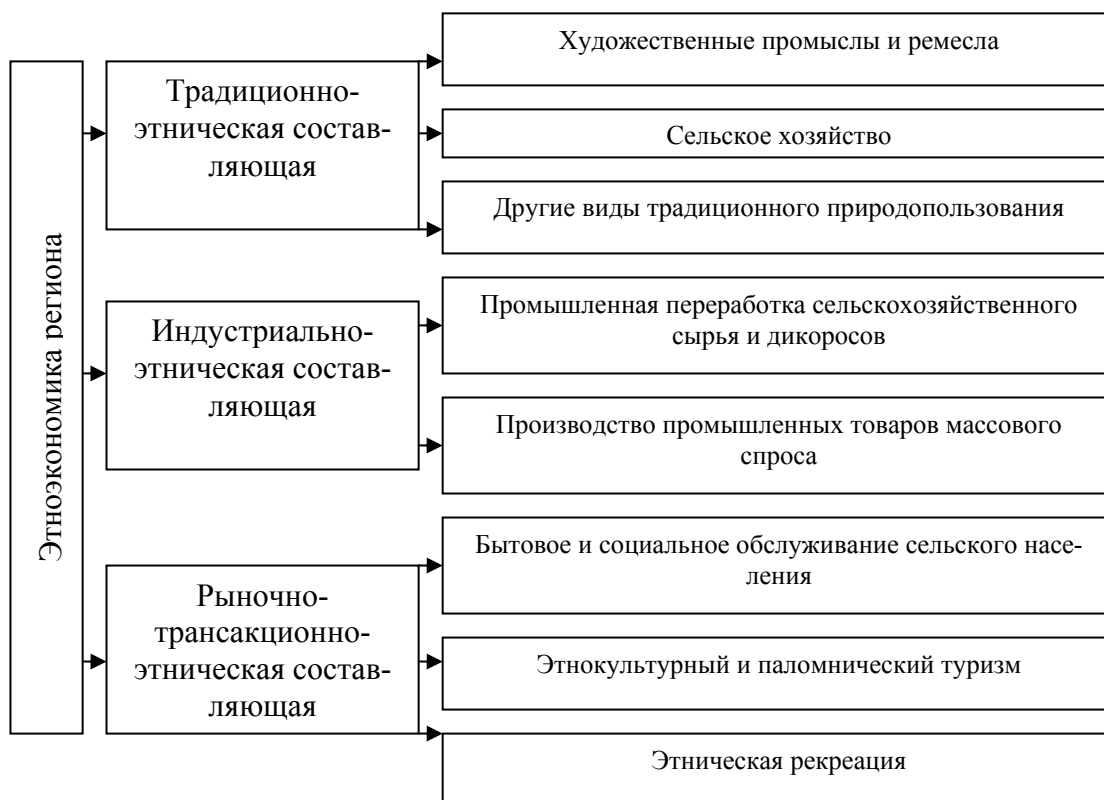 Этноэкономика региона
Традиционно-
этническая состав-
ляющая
Художественные промыслы и ремесла
Сельское хозяйство
Другие виды традиционного природопользования
Индустриально-
этническая состав-
ляющая
Промышленная переработка сельскохозяйственного
сырья и дикоросов
Производство промышленных товаров массового
спроса
Рыночно-
трансакционно-
этническая состав-
ляющая
Бытовое и социальное обслуживание сельского насе-
ления
Этнокультурный и паломнический туризм
Этническая рекреация